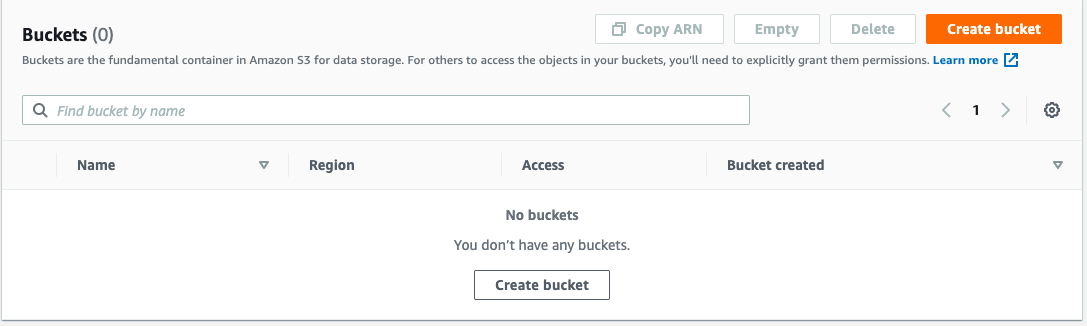 Buckets (0)
Copy ARN
Empty
Delete
Create bucket
Buckets are the fundamental container in Amazon S3 for data storage. For others to access the objects in your buckets, you'll need to explicitly grant them permissions. Learn more
Find bucket by name
1
Name
Region
Access
Bucket created
No buckets
You don’t have any buckets.
Create bucket